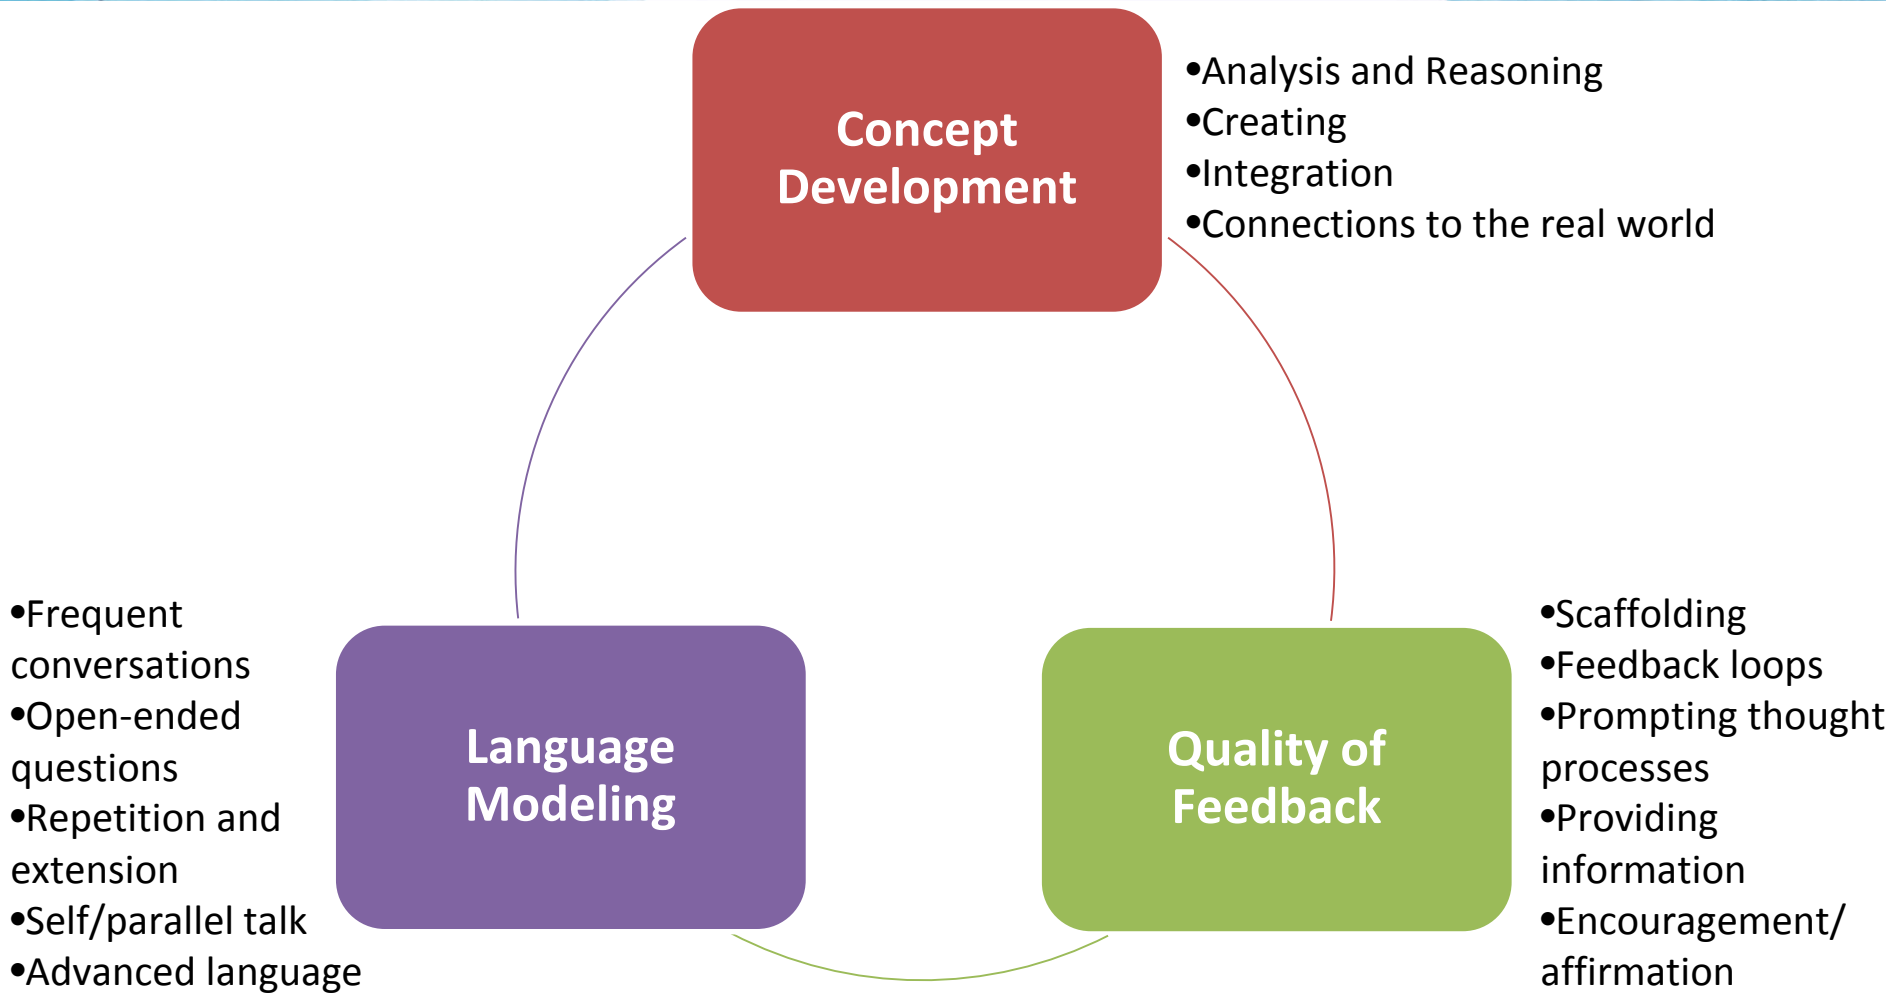 Concept
Development
•Analysis and Reasoning
•Creating
•Integration
•Connections to the real world
•Frequent
conversations
•Open-ended
questions
•Repetition and
extension
•Self/parallel talk
•Advanced language
Language
Modeling
Quality of
Feedback
•Scaffolding
•Feedback loops
•Prompting thought
processes
•Providing
information
•Encouragement/
affirmation